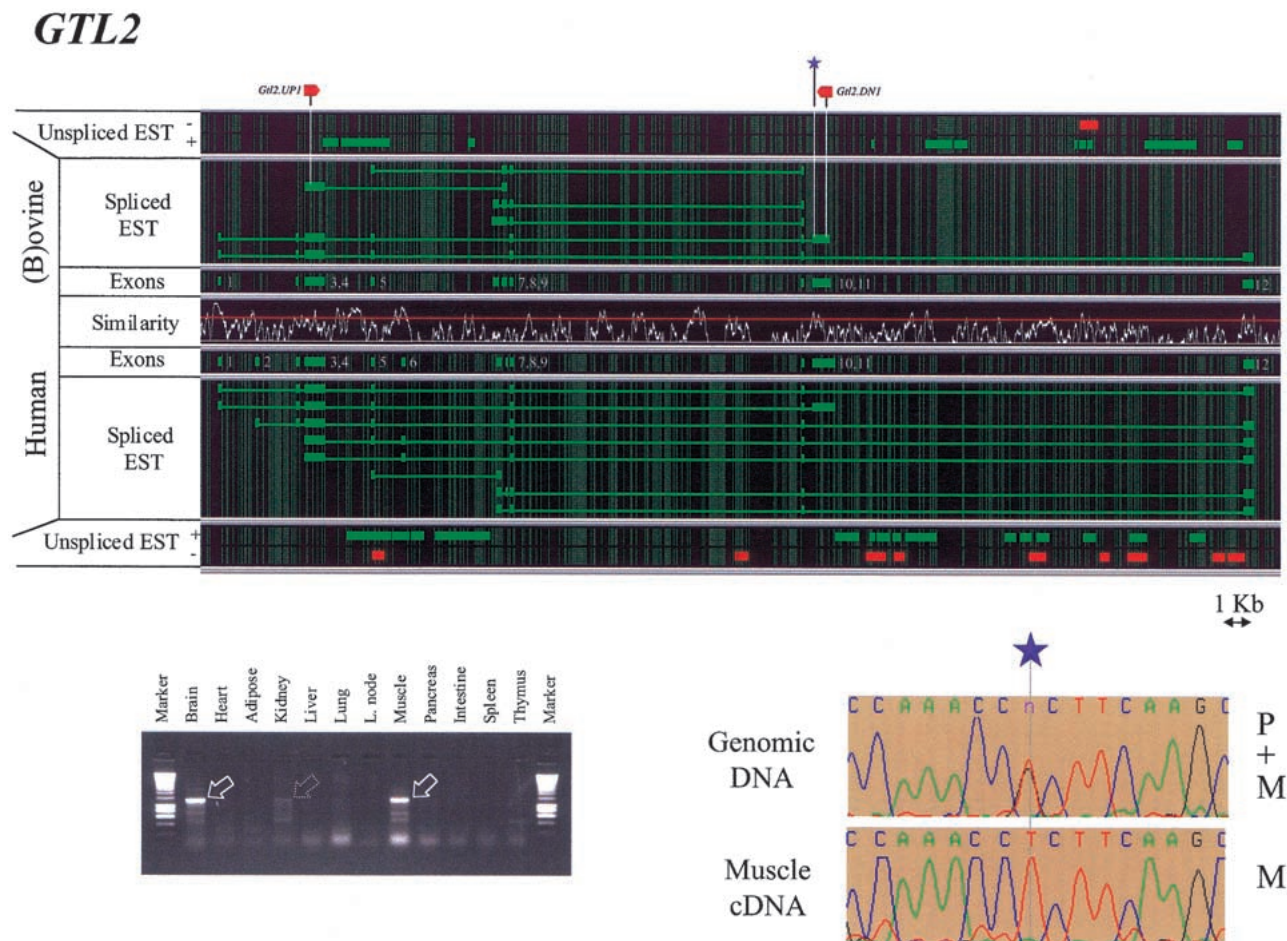 GTL2
Gtl2.UP1
Gtl2.DN1
Unspliced EST - +
(B)ovine
Spliced EST
Exons 1 3,4 5 7,8,9 10,11 12
Similarity
Human
Exons 1 2 3,4 5 6 7,8,9 10,11 12
Spliced EST
Unspliced EST + -
1 Kb
Marker Brain Heart Adipose Kidney Liver Lung L. node Muscle Pancreas Intestine Spleen Thymus Marker
Genomic DNA
C C A A A C C n C T T C A A G C
P + M
Muscle cDNA
C C A A A C C T C T T C A A G C
M